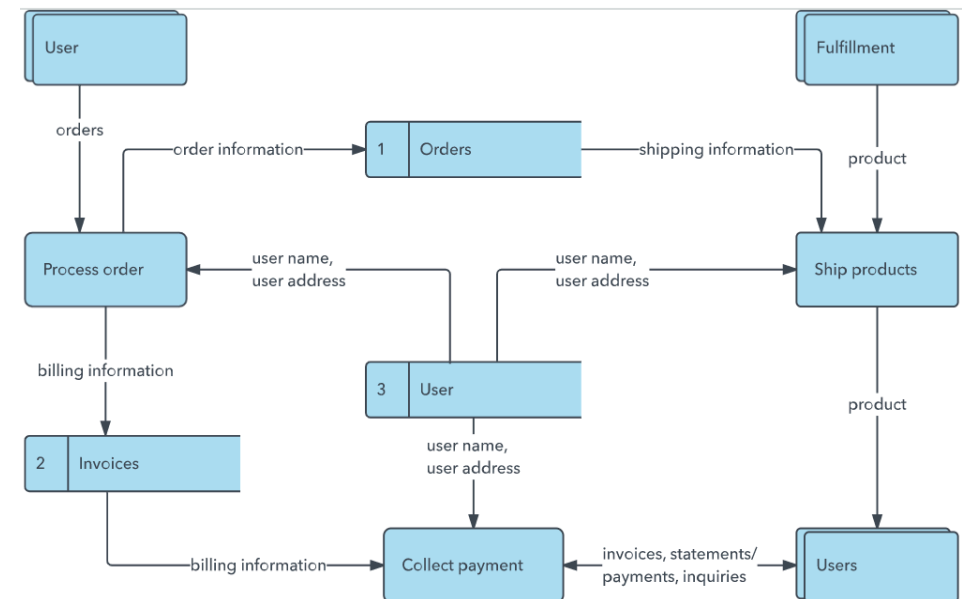 User
Fulfillment
orders
order information
1
Orders
shipping information
product
Process order
user name,
user address
user name,
user address
Ship products
billing information
3
User
product
2
Invoices
user name,
user address
billing information
Collect payment
invoices, statements/
payments, inquiries
Users